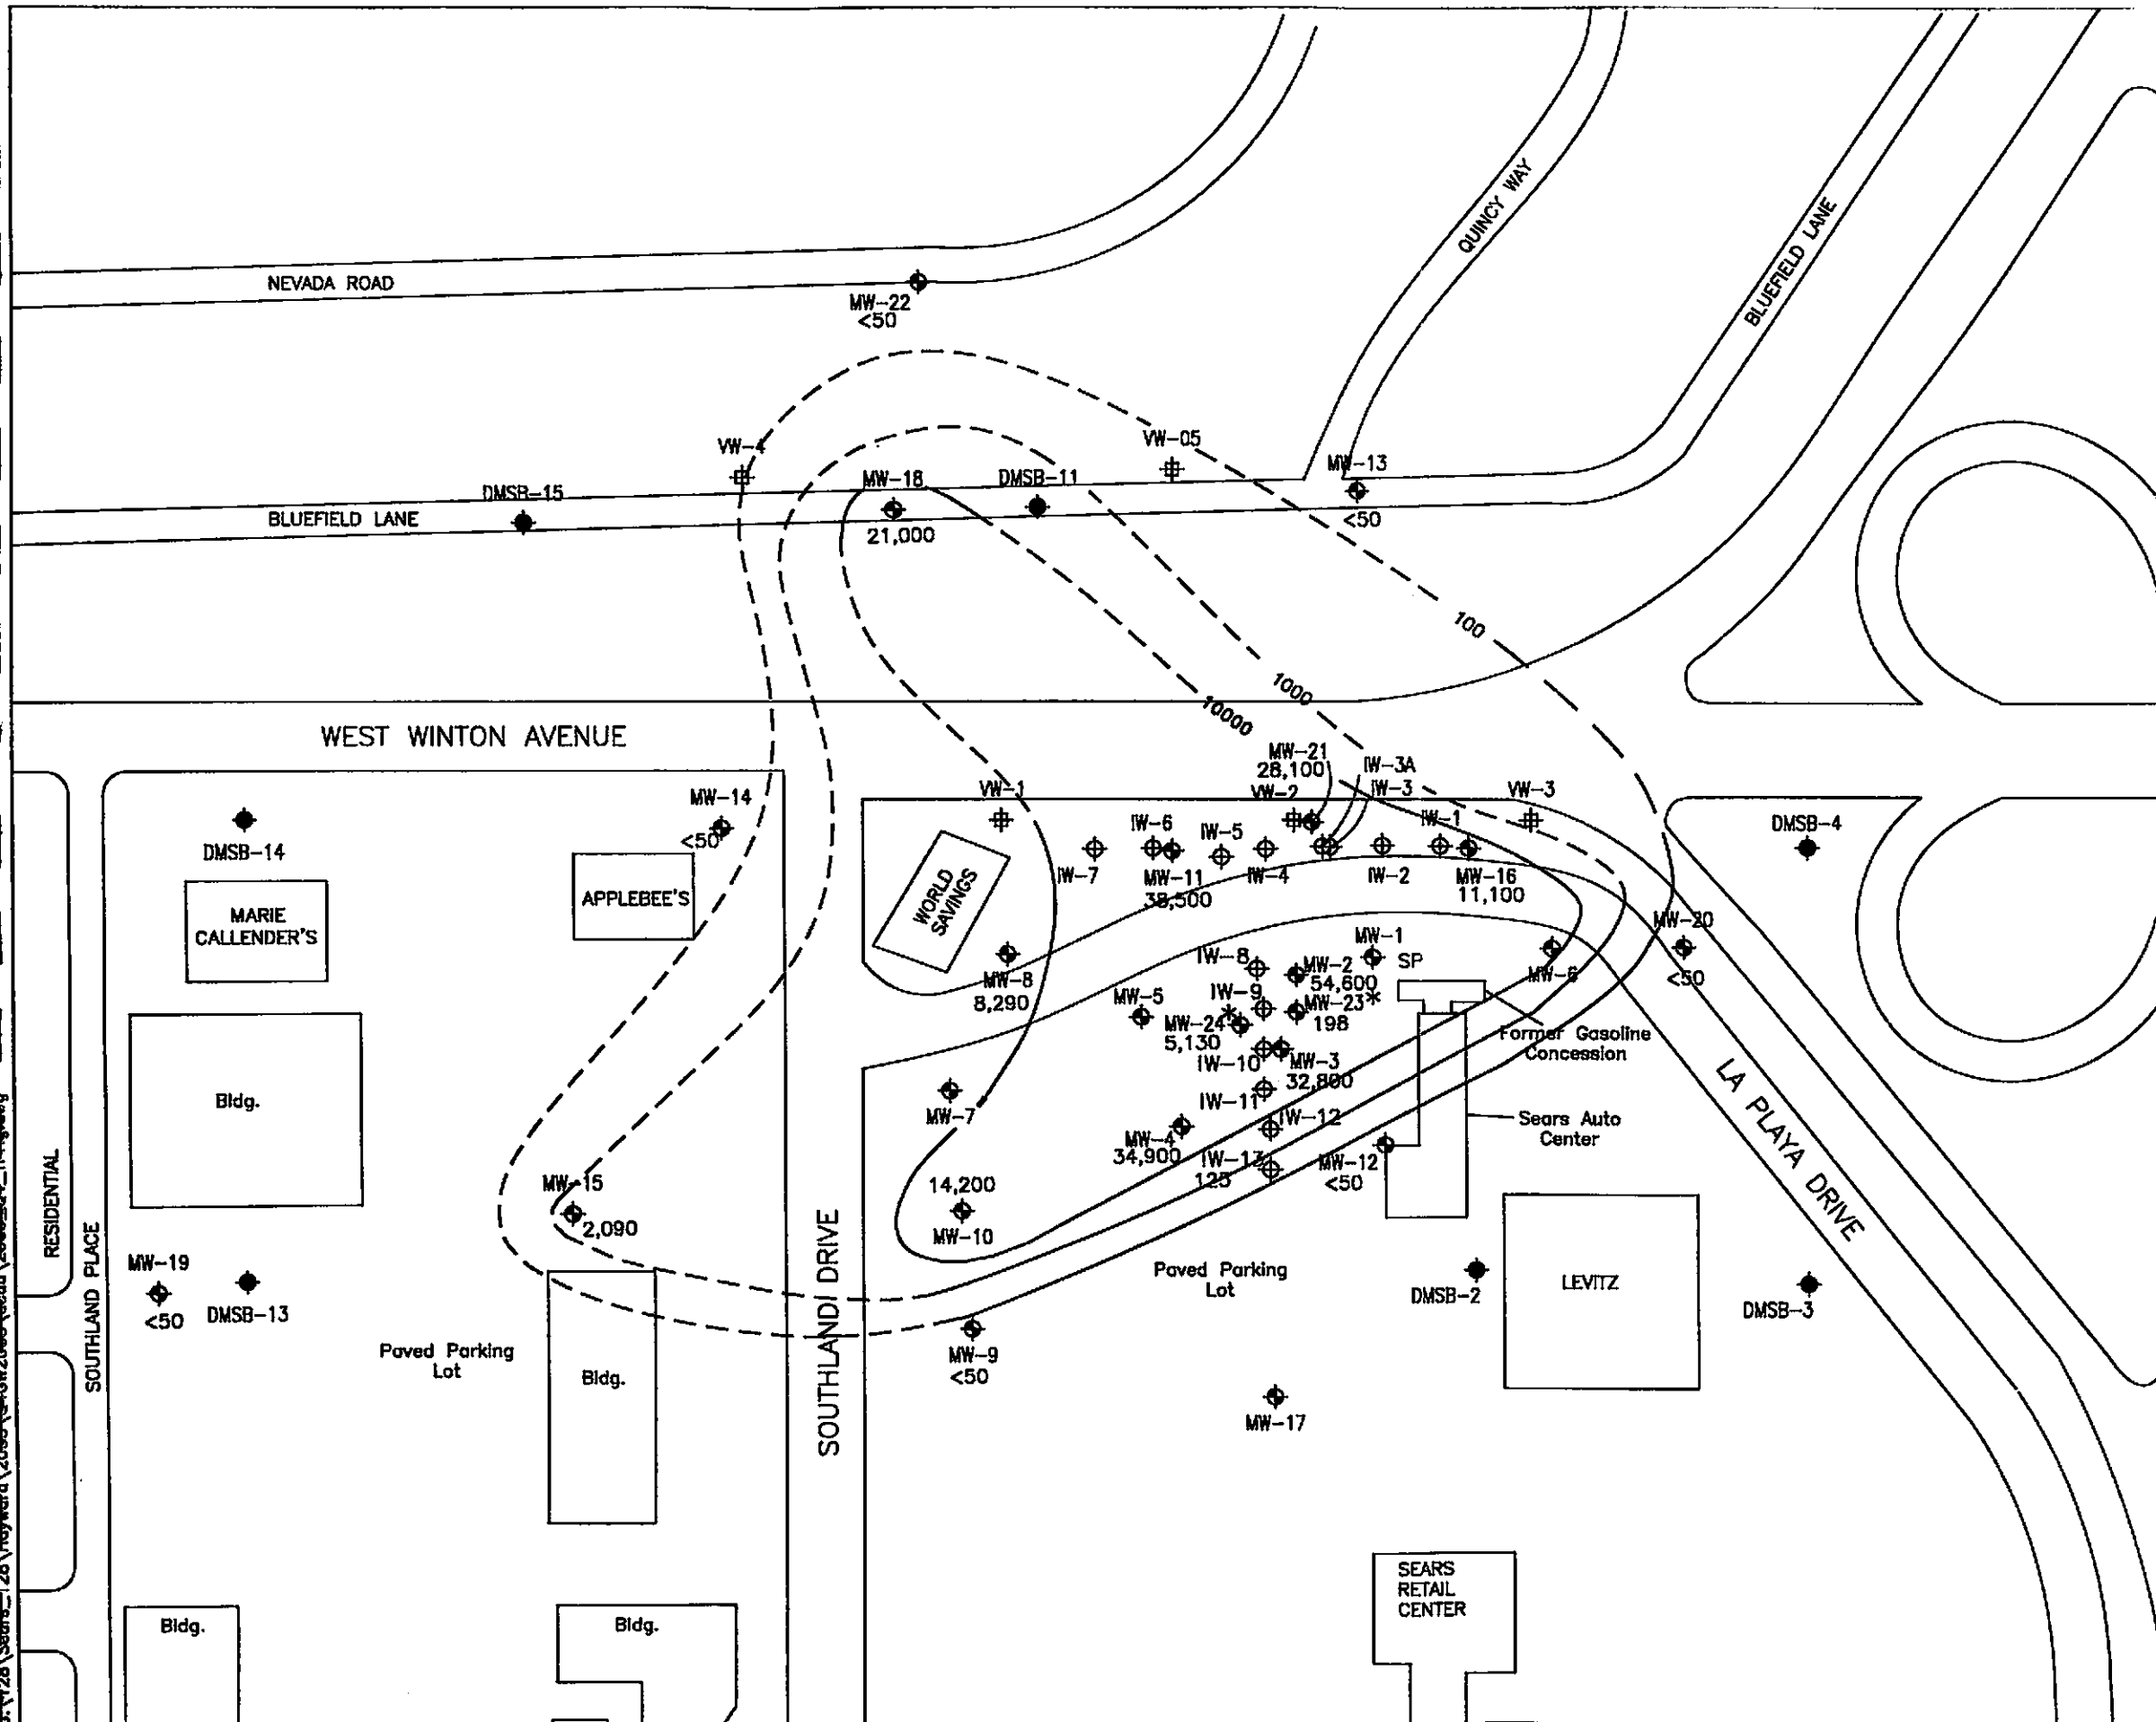 QUINCY WAY
BLUEFIELD LANE
NEVADA ROAD
MW-22
<50
VW-4
VW-05
MW-13
<50
DMSB-15
MW-18
21,000
DMSB-11
BLUEFIELD LANE
100
1000
10000
WEST WINTON AVENUE
MW-21
28,100
IW-3A
IW-3
VW-1
VW-2
VW-3
MW-14
<50
IW-6
IW-5
IW-1
DMSB-4
DMSB-14
IW-7
MW-11
38,500
IW-4
IW-2
MW-16
11,100
MARIE
CALLENDER'S
APPLEBEE'S
WORLD
SAVINGS
MW-20
<50
MW-1
SP
IW-8
MW-2
54,600
MW-6
MW-8
8,290
MW-5
IW-9
MW-23*
198
*
MW-24
5,130
Former Gasoline
Concession
IW-10
MW-3
32,800
Bldg.
MW-7
IW-11
IW-12
Sears Auto
Center
LA PLAYA DRIVE
MW-4
34,900
IW-13
125
MW-12
<50
RESIDENTIAL
MW-15
2,090
14,200
MW-10
SOUTHLAND PLACE
MW-19
<50
DMSB-13
SOUTHLANDI DRIVE
Paved Parking
Lot
DMSB-2
LEVITZ
DMSB-3
Paved Parking
Lot
Bldg.
MW-9
<50
MW-17
SEARS
RETAIL
CENTER
Bldg.
Bldg.